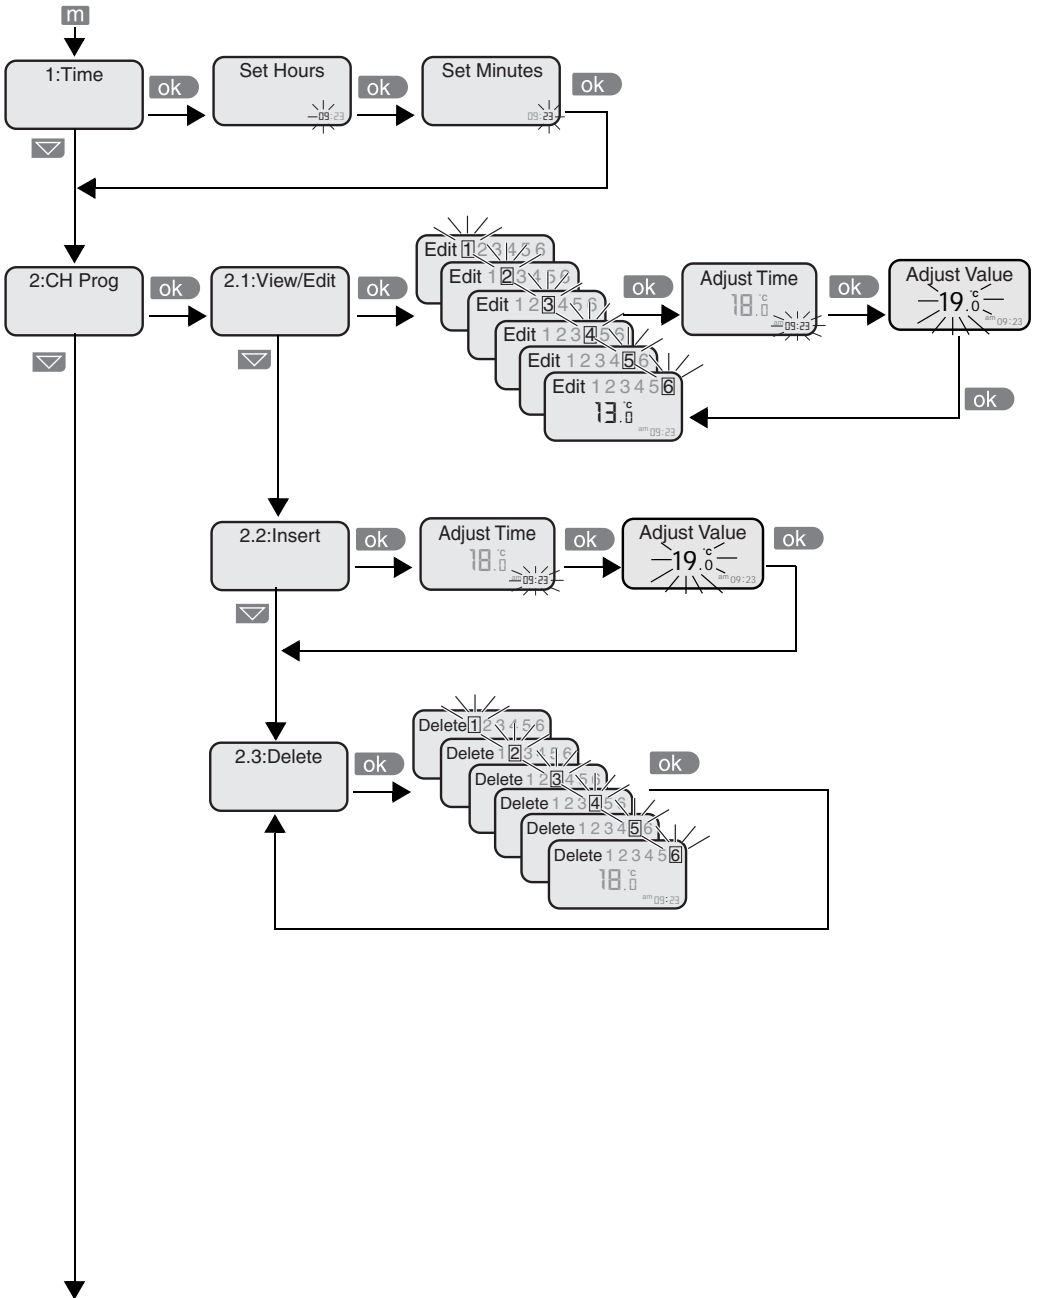 m
1:Time
ok
Set Hours
09:23
ok
Set Minutes
09:23
ok
2:CH Prog
ok
2.1:View/Edit
ok
Edit 1 2 3 4 5 6
Edit 1 2 3 4 5 6
Edit 1 2 3 4 5 6
Edit 1 2 3 4 5 6
Edit 1 2 3 4 5 6
Edit 1 2 3 4 5 6
13.0 °c
am 09:23
ok
Adjust Time
18.0 °c
am 09:23
ok
Adjust Value
19.0 °c
am 09:23
ok
2.2:Insert
ok
Adjust Time
18.0 °c
am 09:23
ok
Adjust Value
19.0 °c
am 09:23
ok
2.3:Delete
ok
Delete 1 2 3 4 5 6
Delete 1 2 3 4 5 6
Delete 1 2 3 4 5 6
Delete 1 2 3 4 5 6
Delete 1 2 3 4 5 6
Delete 1 2 3 4 5 6
18.0 °c
am 09:23
ok